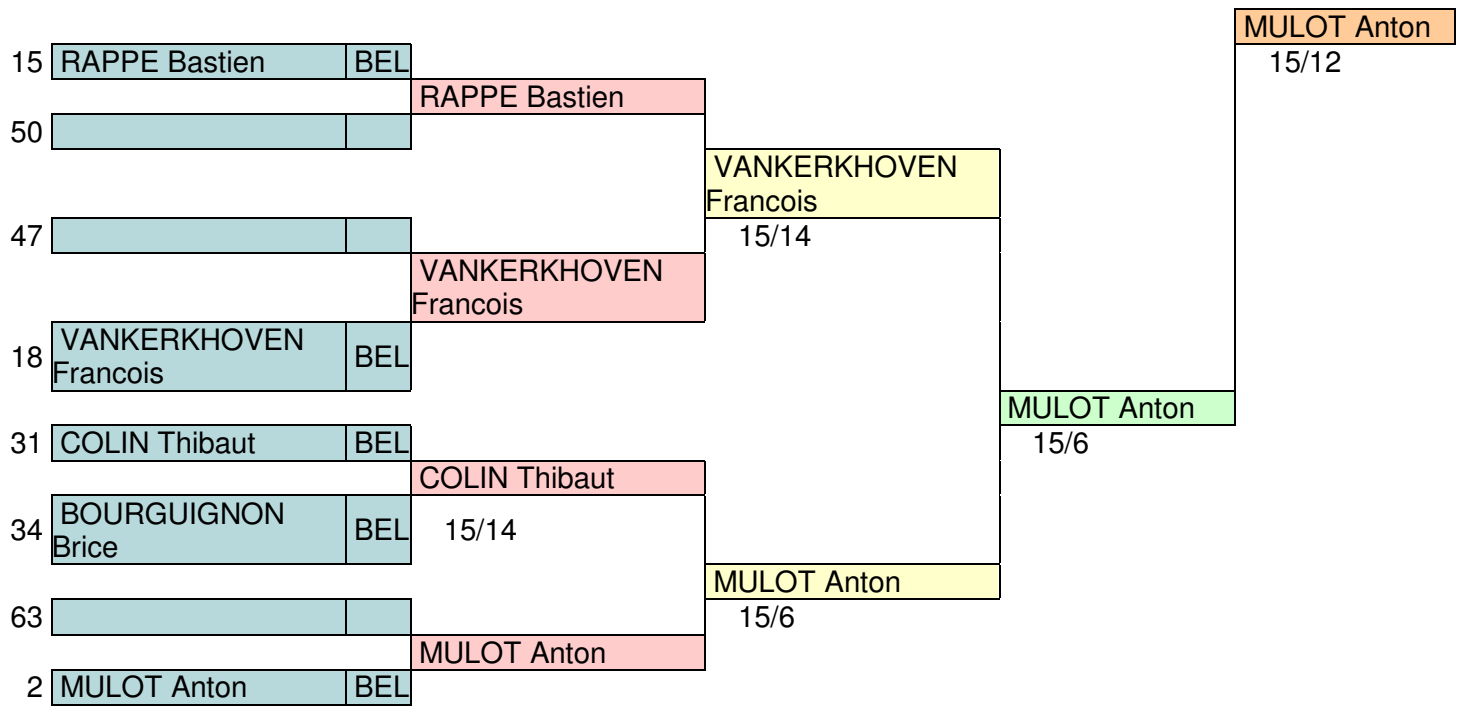 MULOT Anton
15 RAPPE Bastien BEL
15/12
RAPPE Bastien
50
VANKERKHOVEN
Francois
47
15/14
VANKERKHOVEN
Francois
18 VANKERKHOVEN
Francois BEL
MULOT Anton
31 COLIN Thibaut BEL
15/6
COLIN Thibaut
34 BOURGUIGNON
Brice BEL
15/14
MULOT Anton
63
15/6
MULOT Anton
2 MULOT Anton BEL